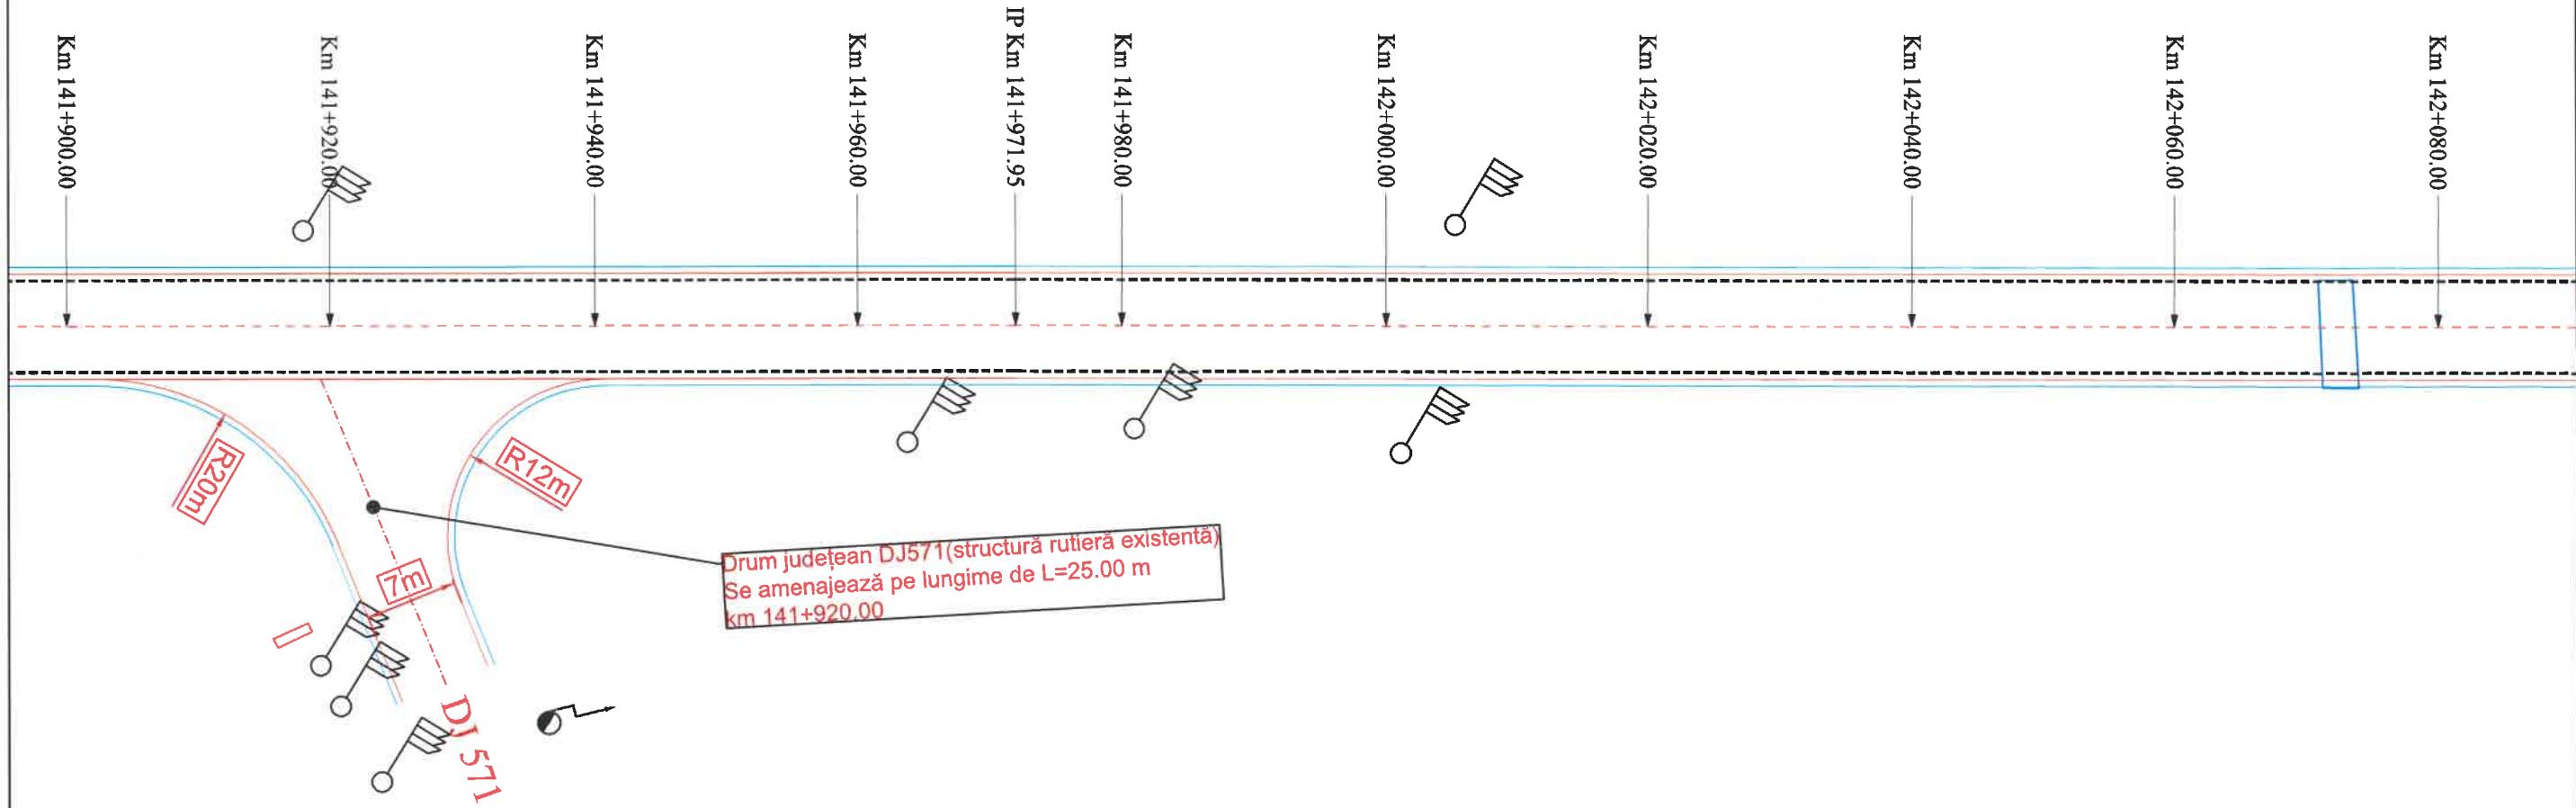 Km 141+900.00
Km 141+920.00
Km 141+940.00
Km 141+960.00
IP Km 141+971.95
Km 141+980.00
Km 142+000.00
Km 142+020.00
Km 142+040.00
Km 142+060.00
Km 142+080.00
R20m
R12m
7m
Drum județean DJ571(structură rutieră existentă)
Se amenajează pe lungime de L=25.00 m
km 141+920.00
DJ 571